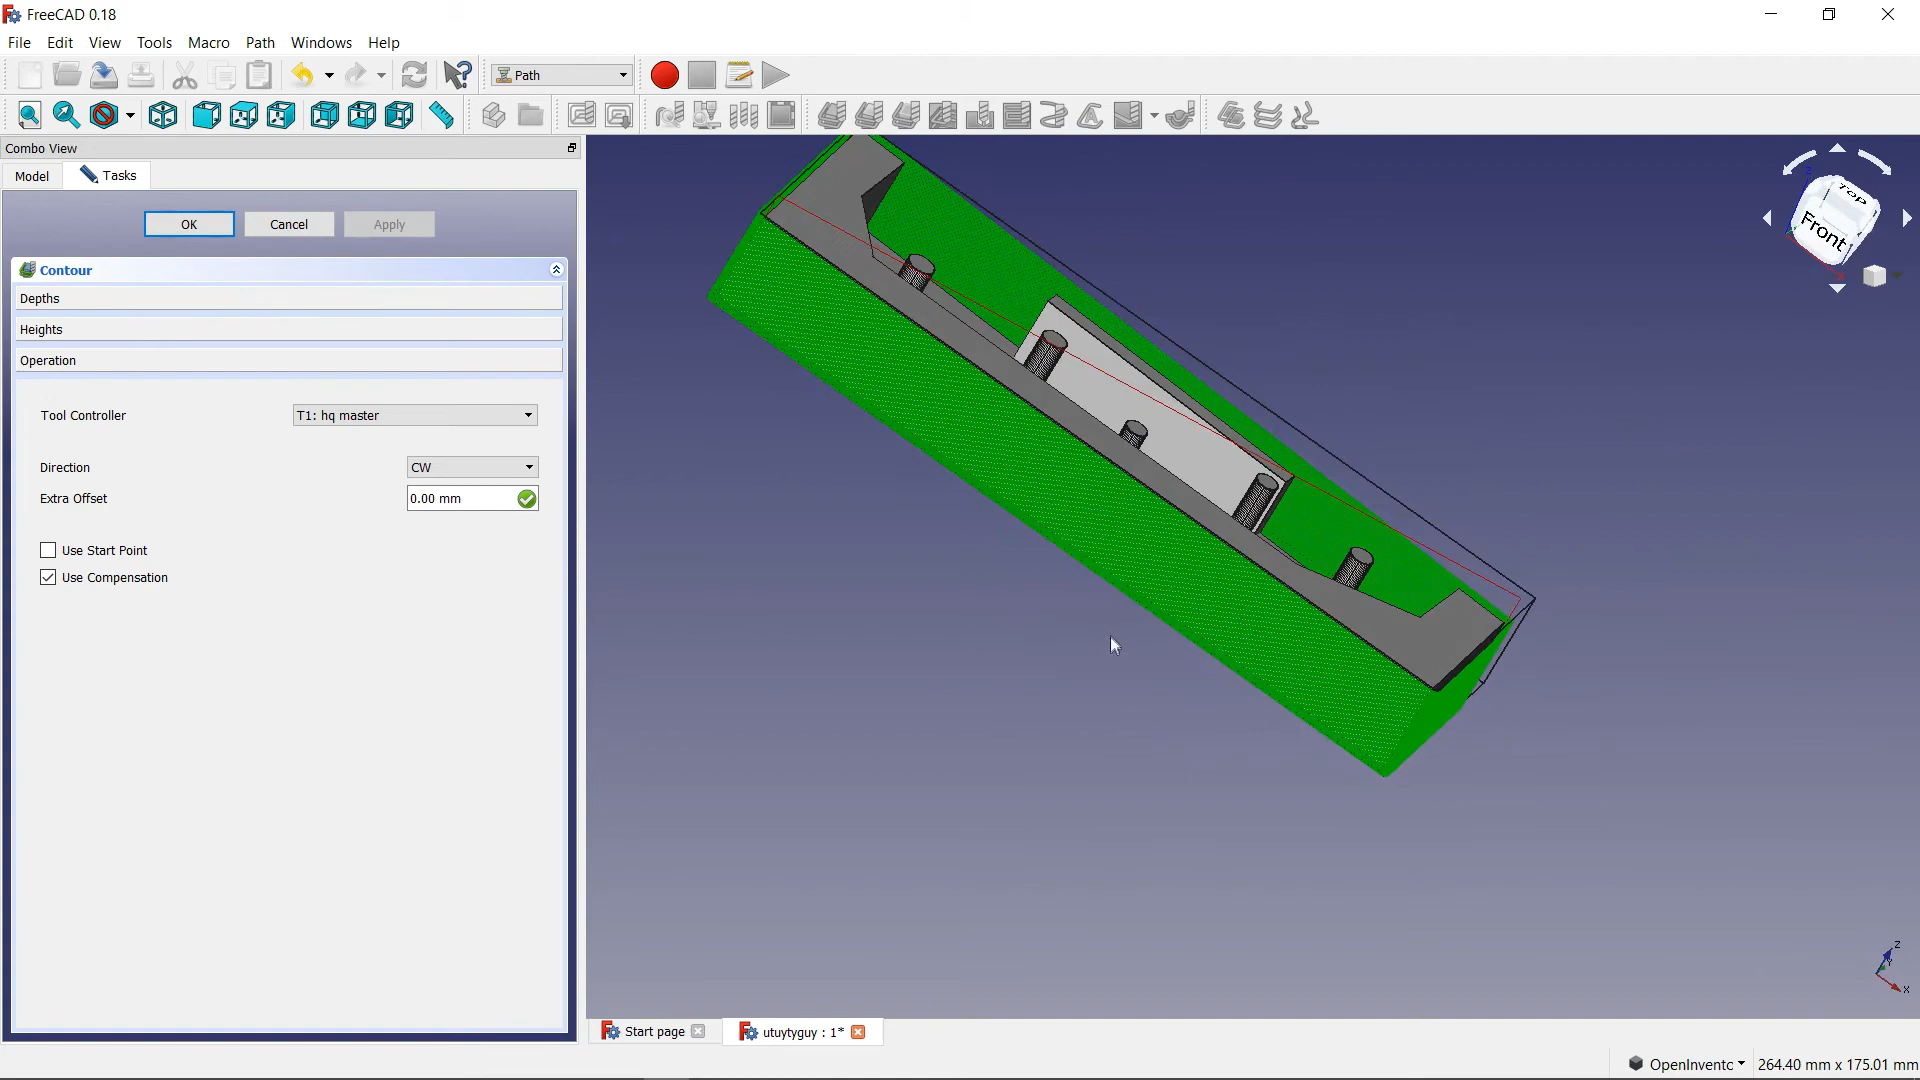 FreeCAD 0.18
File Edit View Tools Macro Path Windows Help
Path
Combo View
Model Tasks
OK Cancel Apply
Contour
Depths
Heights
Operation
Tool Controller T1: hq master
Direction CW
Extra Offset 0.00 mm
Use Start Point
Use Compensation
Top
Front
Z
Y
X
Start page utuytyguy : 1*
OpenInventc 264.40 mm x 175.01 mm